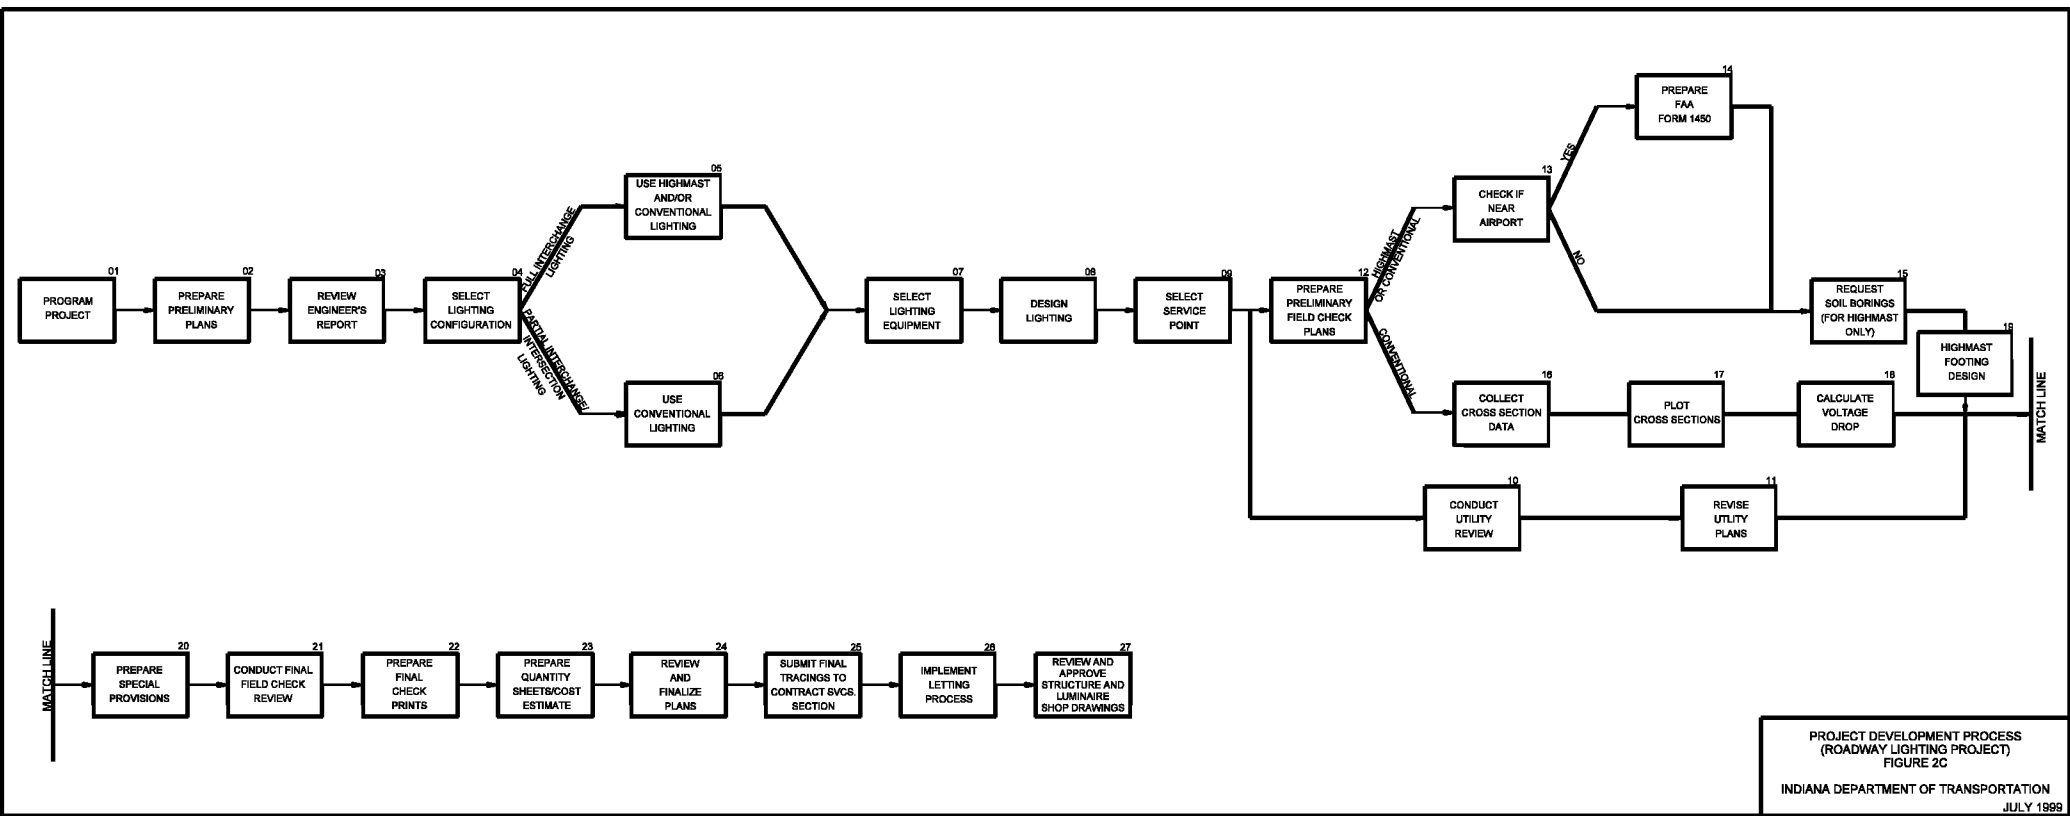 01
PROGRAM
PROJECT
02
PREPARE
PRELIMINARY
PLANS
03
REVIEW
ENGINEER'S
REPORT
04
SELECT
LIGHTING
CONFIGURATION
FULL INTERCHANGE
LIGHTING
PARTIAL INTERCHANGE/
INTERSECTION
LIGHTING
05
USE HIGHMAST
AND/OR
CONVENTIONAL
LIGHTING
06
USE
CONVENTIONAL
LIGHTING
07
SELECT
LIGHTING
EQUIPMENT
08
DESIGN
LIGHTING
09
SELECT
SERVICE
POINT
12
PREPARE
PRELIMINARY
FIELD CHECK
PLANS
HIGHMAST
OR CONVENTIONAL
CONVENTIONAL
13
CHECK IF
NEAR
AIRPORT
YES
NO
14
PREPARE
FAA
FORM 1450
15
REQUEST
SOIL BORINGS
(FOR HIGHMAST
ONLY)
19
HIGHMAST
FOOTING
DESIGN
16
COLLECT
CROSS SECTION
DATA
17
PLOT
CROSS SECTIONS
18
CALCULATE
VOLTAGE
DROP
MATCH LINE
10
CONDUCT
UTILITY
REVIEW
11
REVISE
UTLITY
PLANS
MATCH LINE
20
PREPARE
SPECIAL
PROVISIONS
21
CONDUCT FINAL
FIELD CHECK
REVIEW
22
PREPARE
FINAL
CHECK
PRINTS
23
PREPARE
QUANTITY
SHEETS/COST
ESTIMATE
24
REVIEW
AND
FINALIZE
PLANS
25
SUBMIT FINAL
TRACINGS TO
CONTRACT SVCS.
SECTION
26
IMPLEMENT
LETTING
PROCESS
27
REVIEW AND
APPROVE
STRUCTURE AND
LUMINAIRE
SHOP DRAWINGS
PROJECT DEVELOPMENT PROCESS
(ROADWAY LIGHTING PROJECT)
FIGURE 2C
INDIANA DEPARTMENT OF TRANSPORTATION
JULY 1999